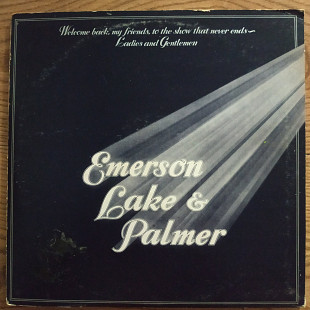 Welcome back, my friends, to the show that never ends~
Ladies and Gentlemen
Emerson
Lake &
Palmer